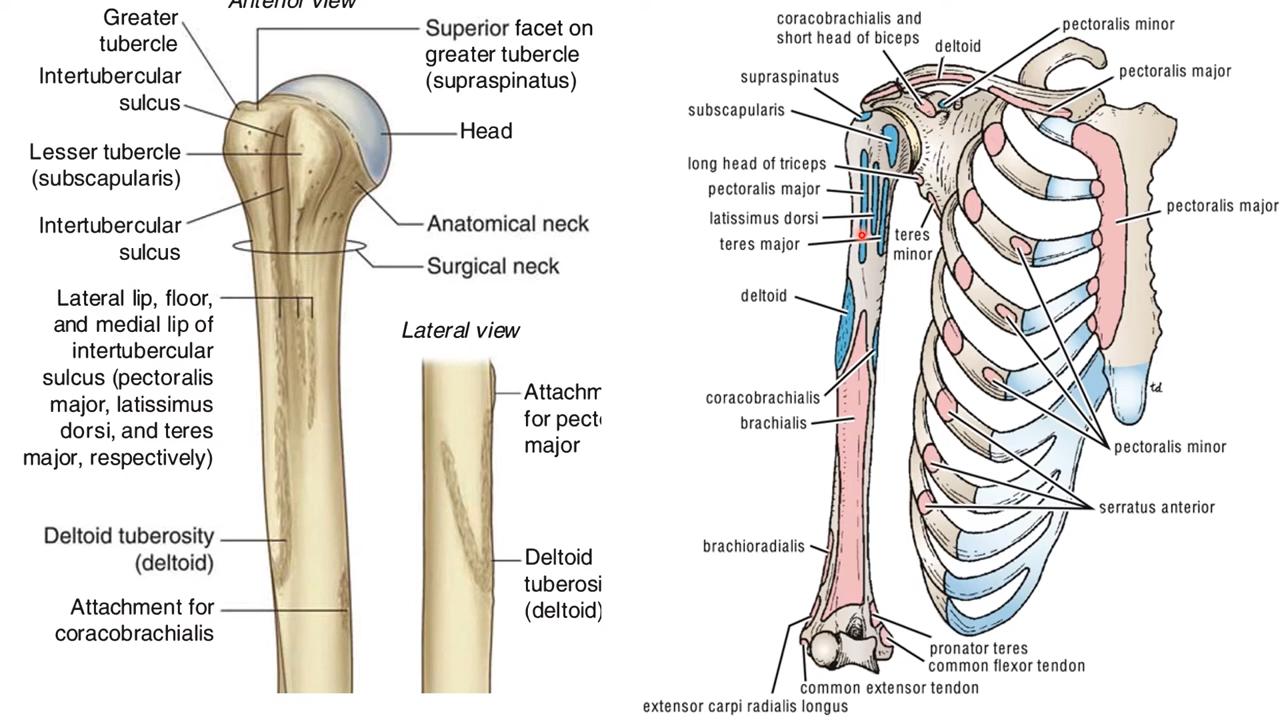 Anterior view
Greater
tubercle
Superior facet on
greater tubercle
(supraspinatus)
Intertubercular
sulcus
Head
Lesser tubercle
(subscapularis)
Intertubercular
sulcus
Anatomical neck
Surgical neck
Lateral lip, floor,
and medial lip of
intertubercular
sulcus (pectoralis
major, latissimus
dorsi, and teres
major, respectively)
Lateral view
Attachm
for pect
major
Deltoid tuberosity
(deltoid)
Deltoid
tuberosi
(deltoid)
Attachment for
coracobrachialis
coracobrachialis and
short head of biceps
deltoid
pectoralis minor
pectoralis major
supraspinatus
subscapularis
long head of triceps
pectoralis major
latissimus dorsi
teres major
teres
minor
pectoralis major
deltoid
td
coracobrachialis
brachialis
pectoralis minor
serratus anterior
brachioradialis
pronator teres
common flexor tendon
common extensor tendon
extensor carpi radialis longus